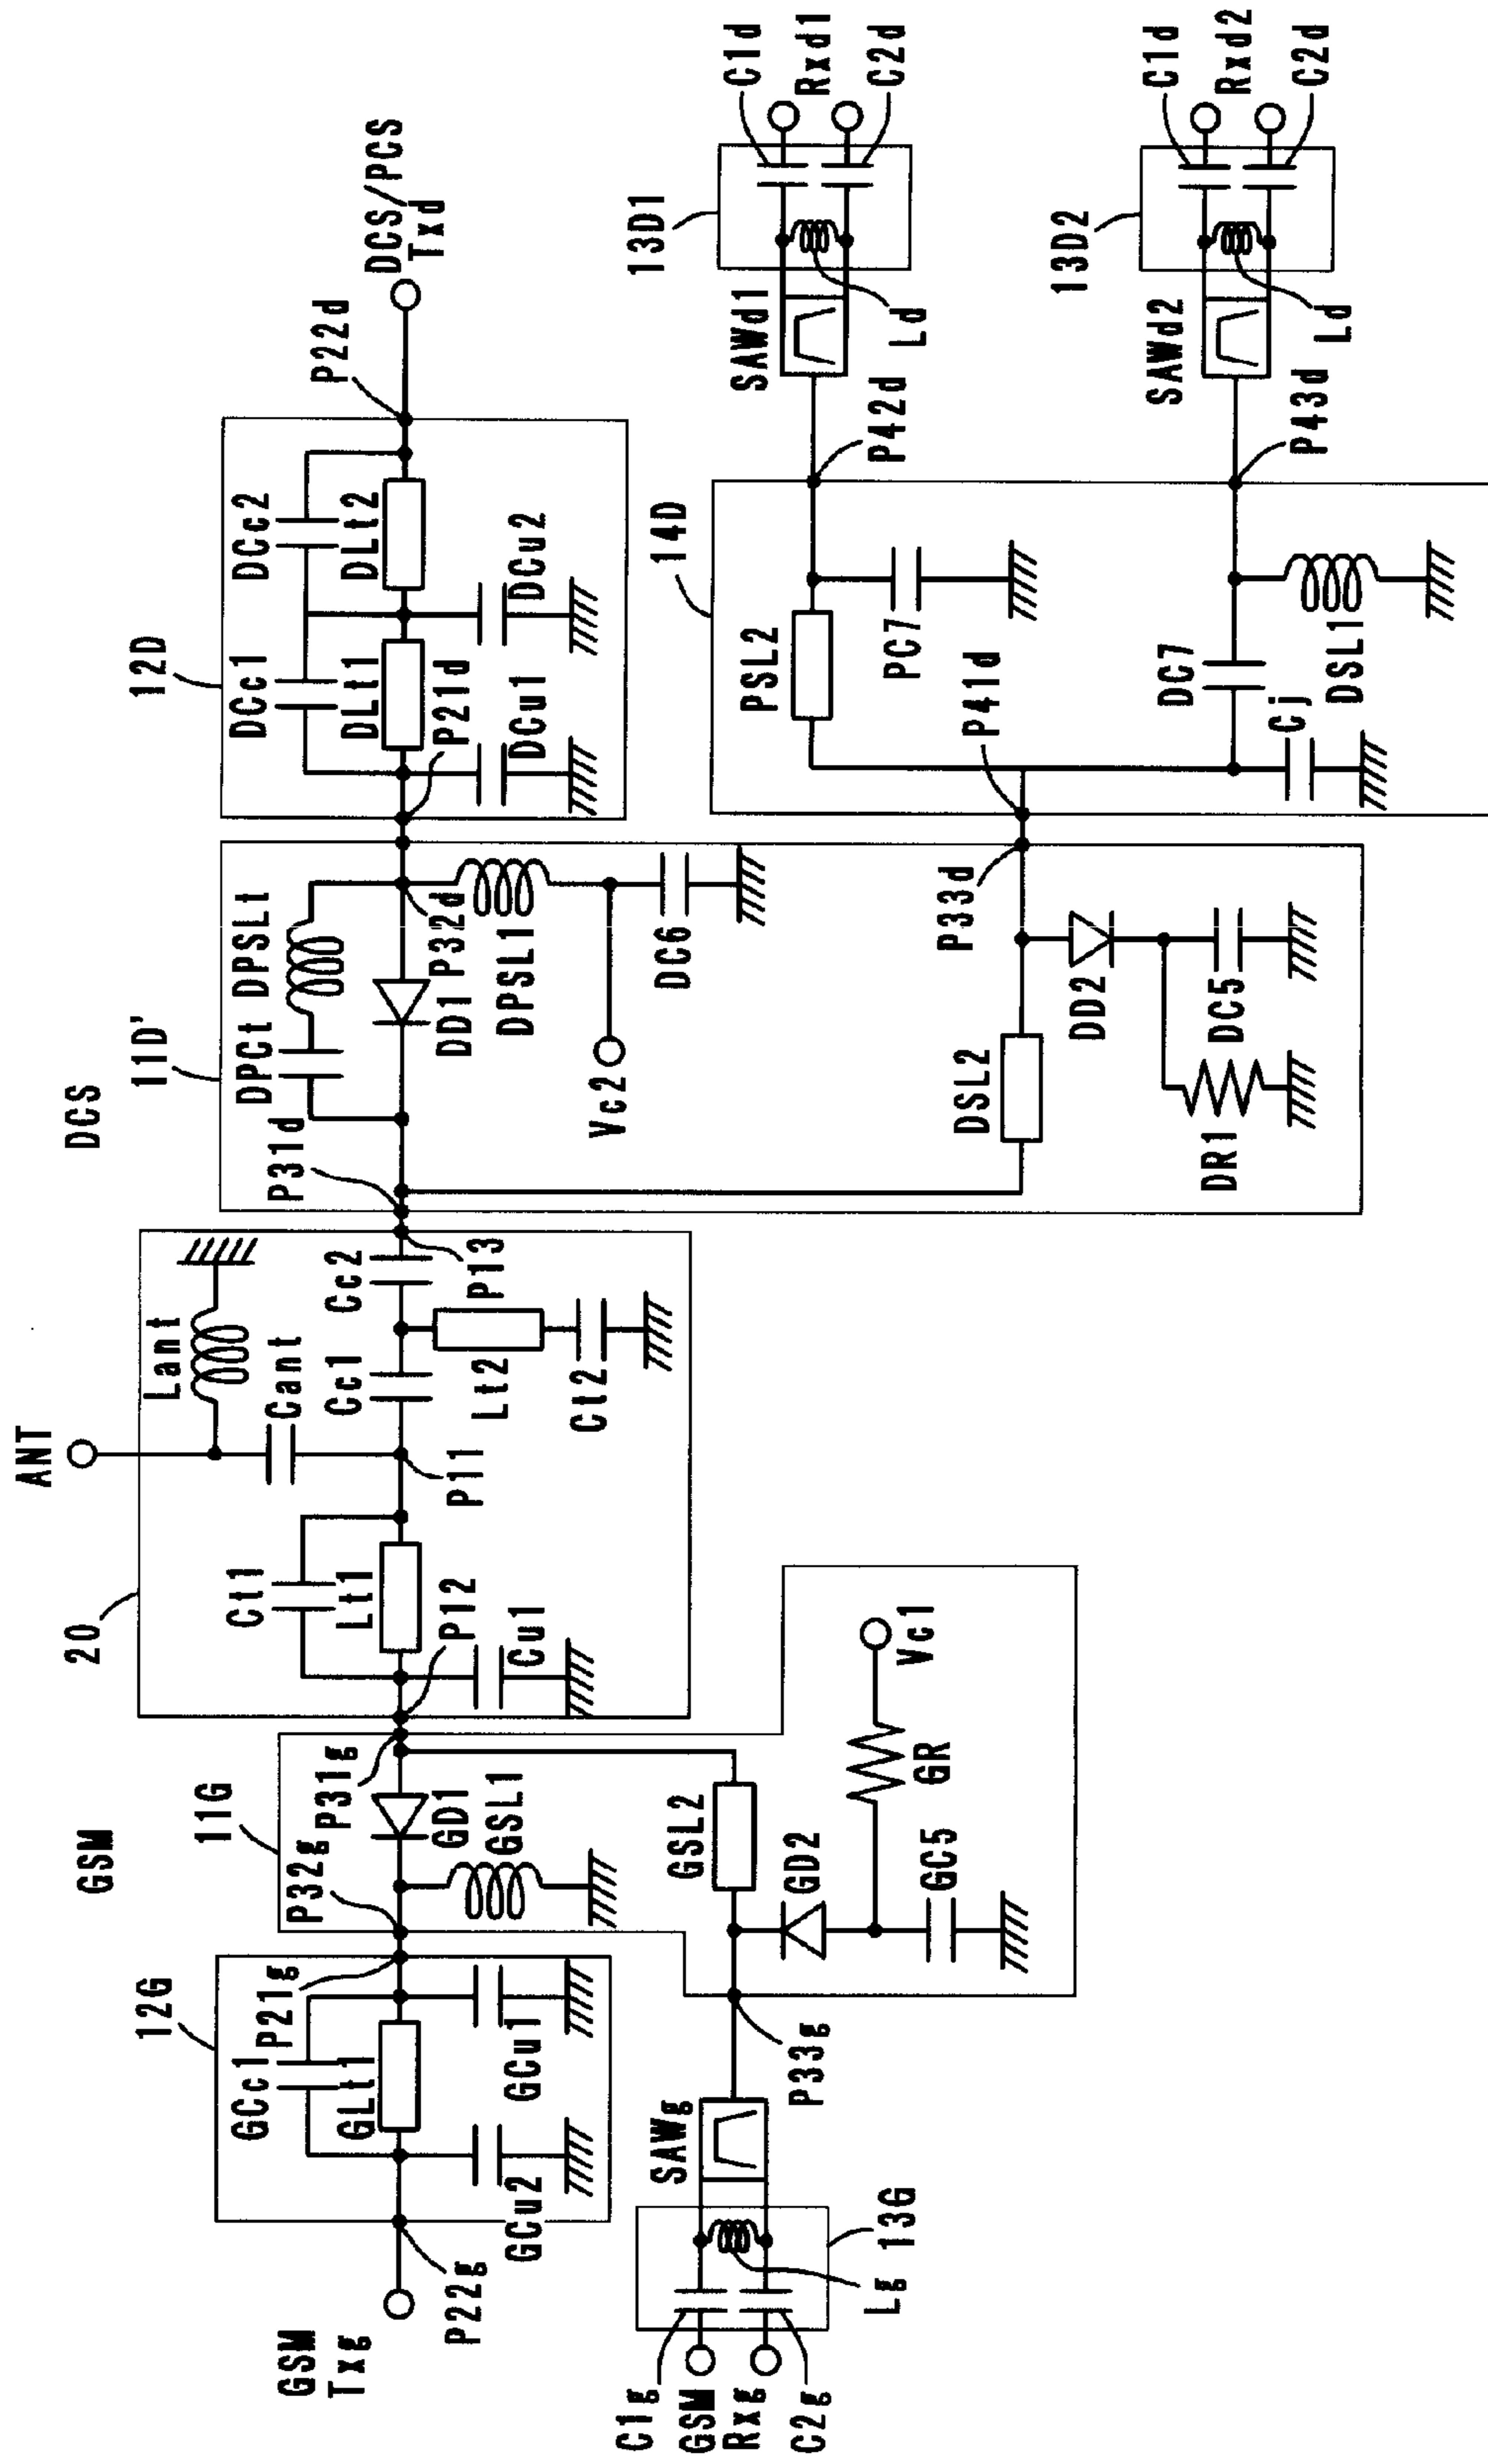 ANT
GSM
DCS
20
Lant
Cant
Ct1
Lt1
P12
Cu1
P11
Cc1
Cc2
P13
Lt2
Ct2
12G
GCc1
P21g
GLt1
GCu1
GCu2
P22g
GSM
Txg
11G
P32g
P31g
GD1
GSL1
GSL2
GD2
GC5
GR
Vc1
P33g
SAWg
13G
Lg
C1g
GSM
Rxg
C2g
11D'
P31d
DPCt
DPSLt
DD1
P32d
DPSL1
Vc2
DC6
DSL2
P33d
DD2
DC5
DR1
12D
DCc1
DCc2
DLt1
DLt2
P21d
DCu1
DCu2
P22d
DCS/PCS
Txd
14D
PSL2
PC7
P41d
DC7
Cj
DSL1
P42d
P43d
SAWd1
13D1
Ld
C1d
Rxd1
C2d
SAWd2
13D2
Ld
C1d
Rxd2
C2d